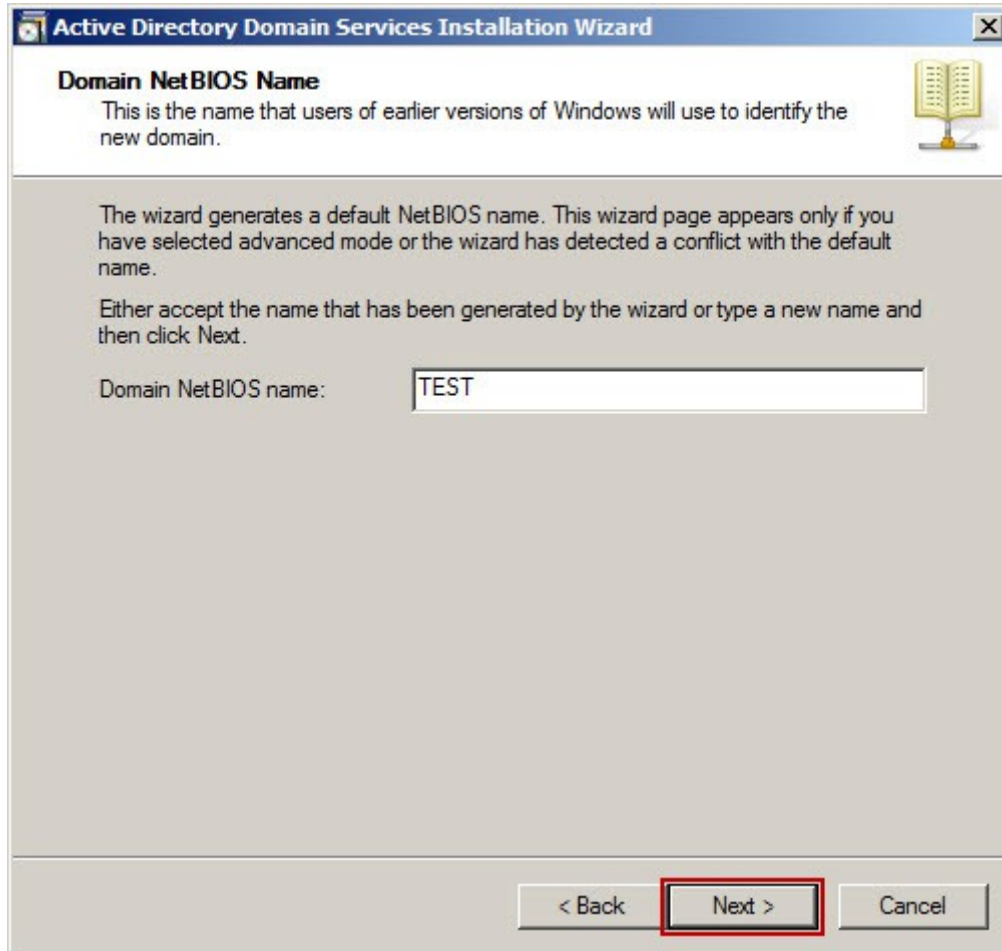 Active Directory Domain Services Installation Wizard
Domain NetBIOS Name
This is the name that users of earlier versions of Windows will use to identify the
new domain.
The wizard generates a default NetBIOS name. This wizard page appears only if you
have selected advanced mode or the wizard has detected a conflict with the default
name.
Either accept the name that has been generated by the wizard or type a new name and
then click Next.
Domain NetBIOS name:
TEST
< Back
Next >
Cancel